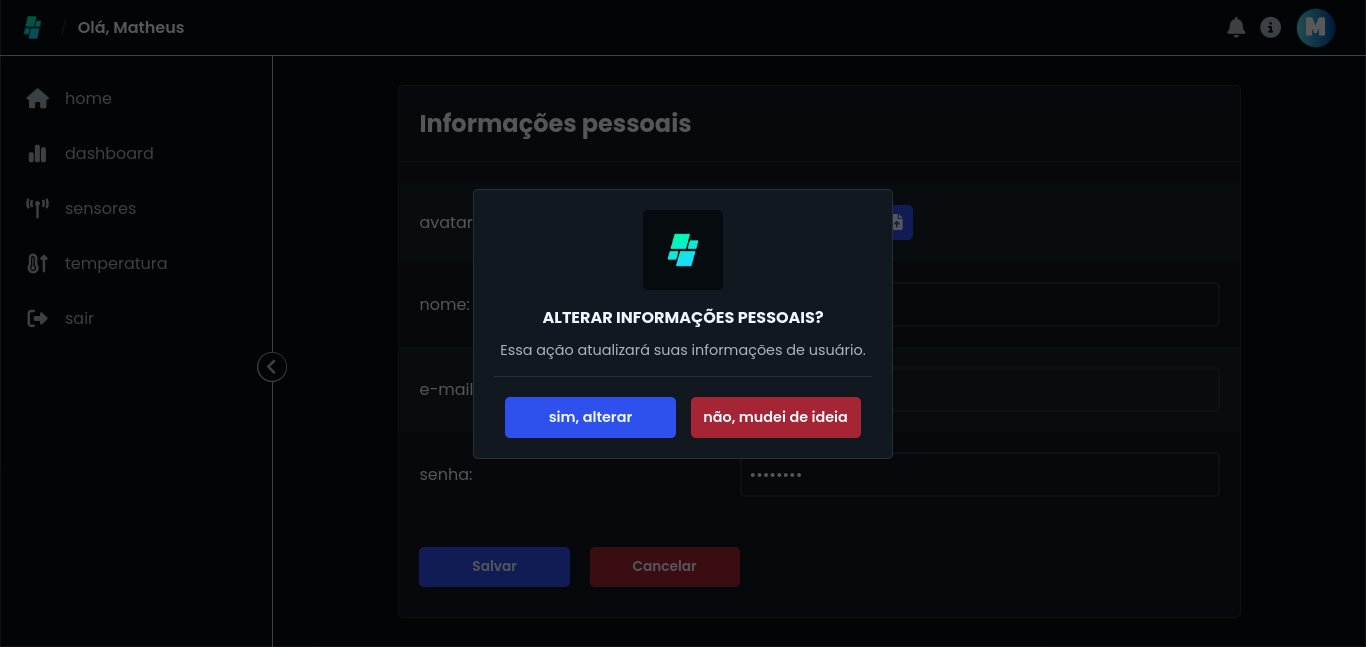 / Olá, Matheus
M
home
dashboard
sensores
temperatura
sair
Informações pessoais
avatar
nome:
e-mail
senha:
••••••••
Salvar
Cancelar
ALTERAR INFORMAÇÕES PESSOAIS?
Essa ação atualizará suas informações de usuário.
sim, alterar
não, mudei de ideia